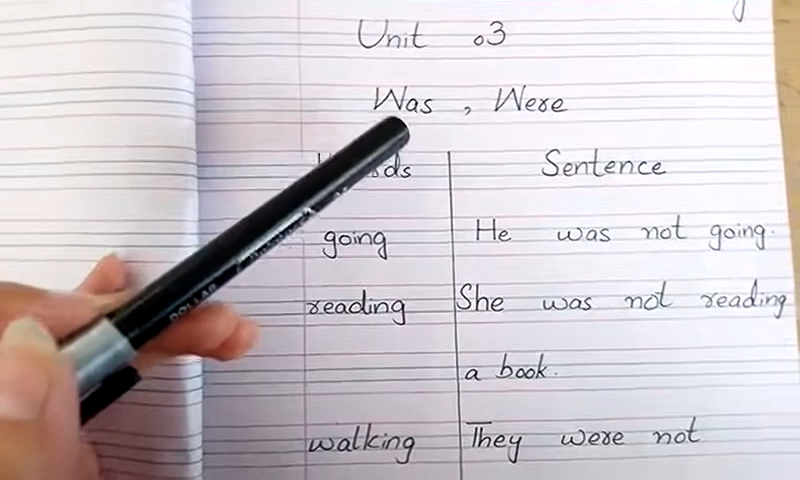 Unit 03
Was , Were
Sentence
going He was not going.
reading She was not reading
a book.
walking They were not
DOLLAR